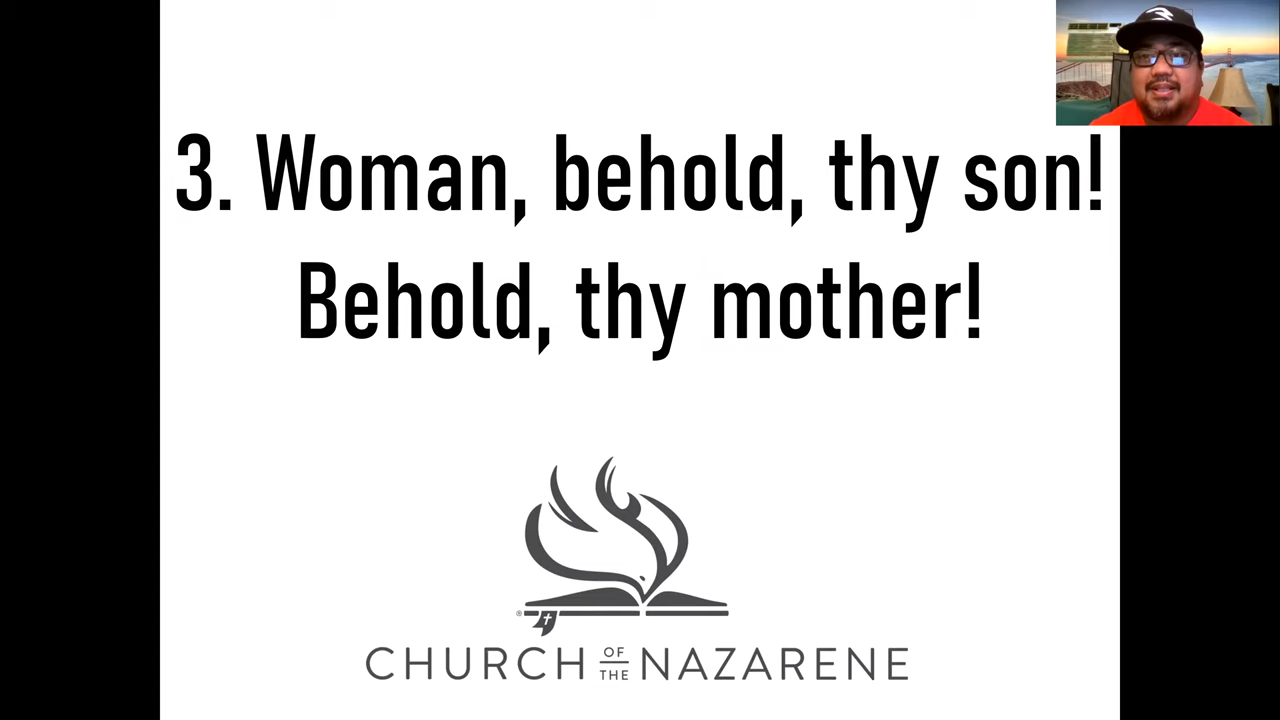 3. Woman, behold, thy son!
Behold, thy mother!
®
CHURCH OF THE NAZARENE